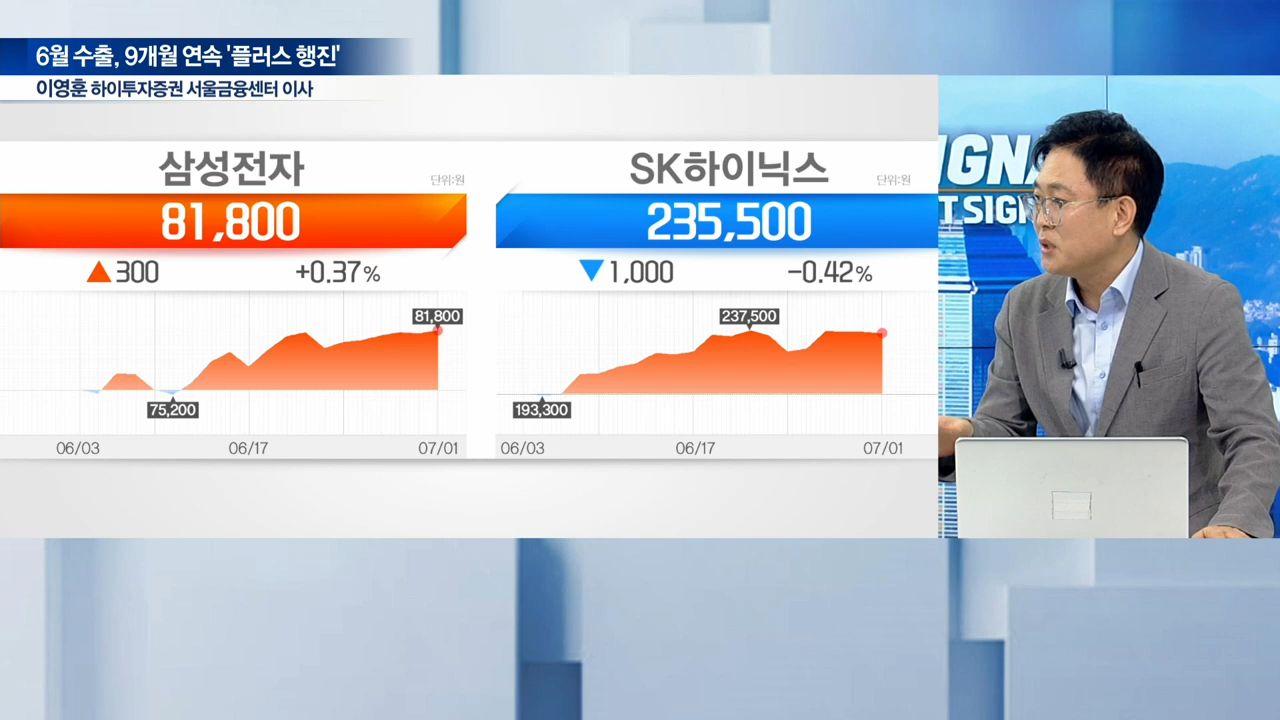 6월 수출, 9개월 연속 '플러스 행진'
이영훈 하이투자증권 서울금융센터 이사
삼성전자
단위:원
81,800
▲300 +0.37%
81,800
75,200
06/03 06/17 07/01
SK하이닉스
단위:원
235,500
▼1,000 -0.42%
237,500
193,300
06/03 06/17 07/01
IGNA
T SIGN